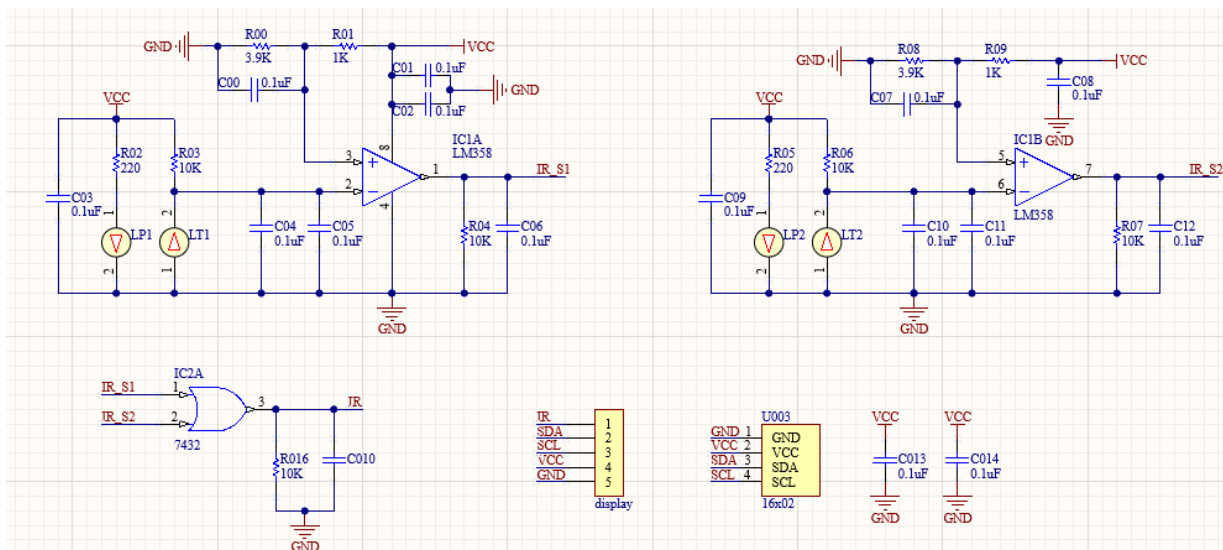 GND
R00
3.9K
R01
1K
VCC
C00
0.1uF
C01
0.1uF
C02
0.1uF
GND
VCC
R02
220
R03
10K
C03
0.1uF
1
LP1
2
2
LT1
1
C04
0.1uF
C05
0.1uF
IC1A
LM358
3
2
8
4
1
IR_S1
R04
10K
C06
0.1uF
GND
GND
R08
3.9K
R09
1K
VCC
C07
0.1uF
C08
0.1uF
GND
VCC
R05
220
R06
10K
C09
0.1uF
1
LP2
2
2
LT2
1
C10
0.1uF
C11
0.1uF
IC1B
LM358
5
6
7
IR_S2
R07
10K
C12
0.1uF
GND
IC2A
IR_S1
1
IR_S2
2
3
IR
7432
R016
10K
C010
GND
IR
1
SDA
2
SCL
3
VCC
4
GND
5
display
U003
GND 1 GND
VCC 2 VCC
SDA 3 SDA
SCL 4 SCL
16x02
VCC
C013
0.1uF
GND
VCC
C014
0.1uF
GND